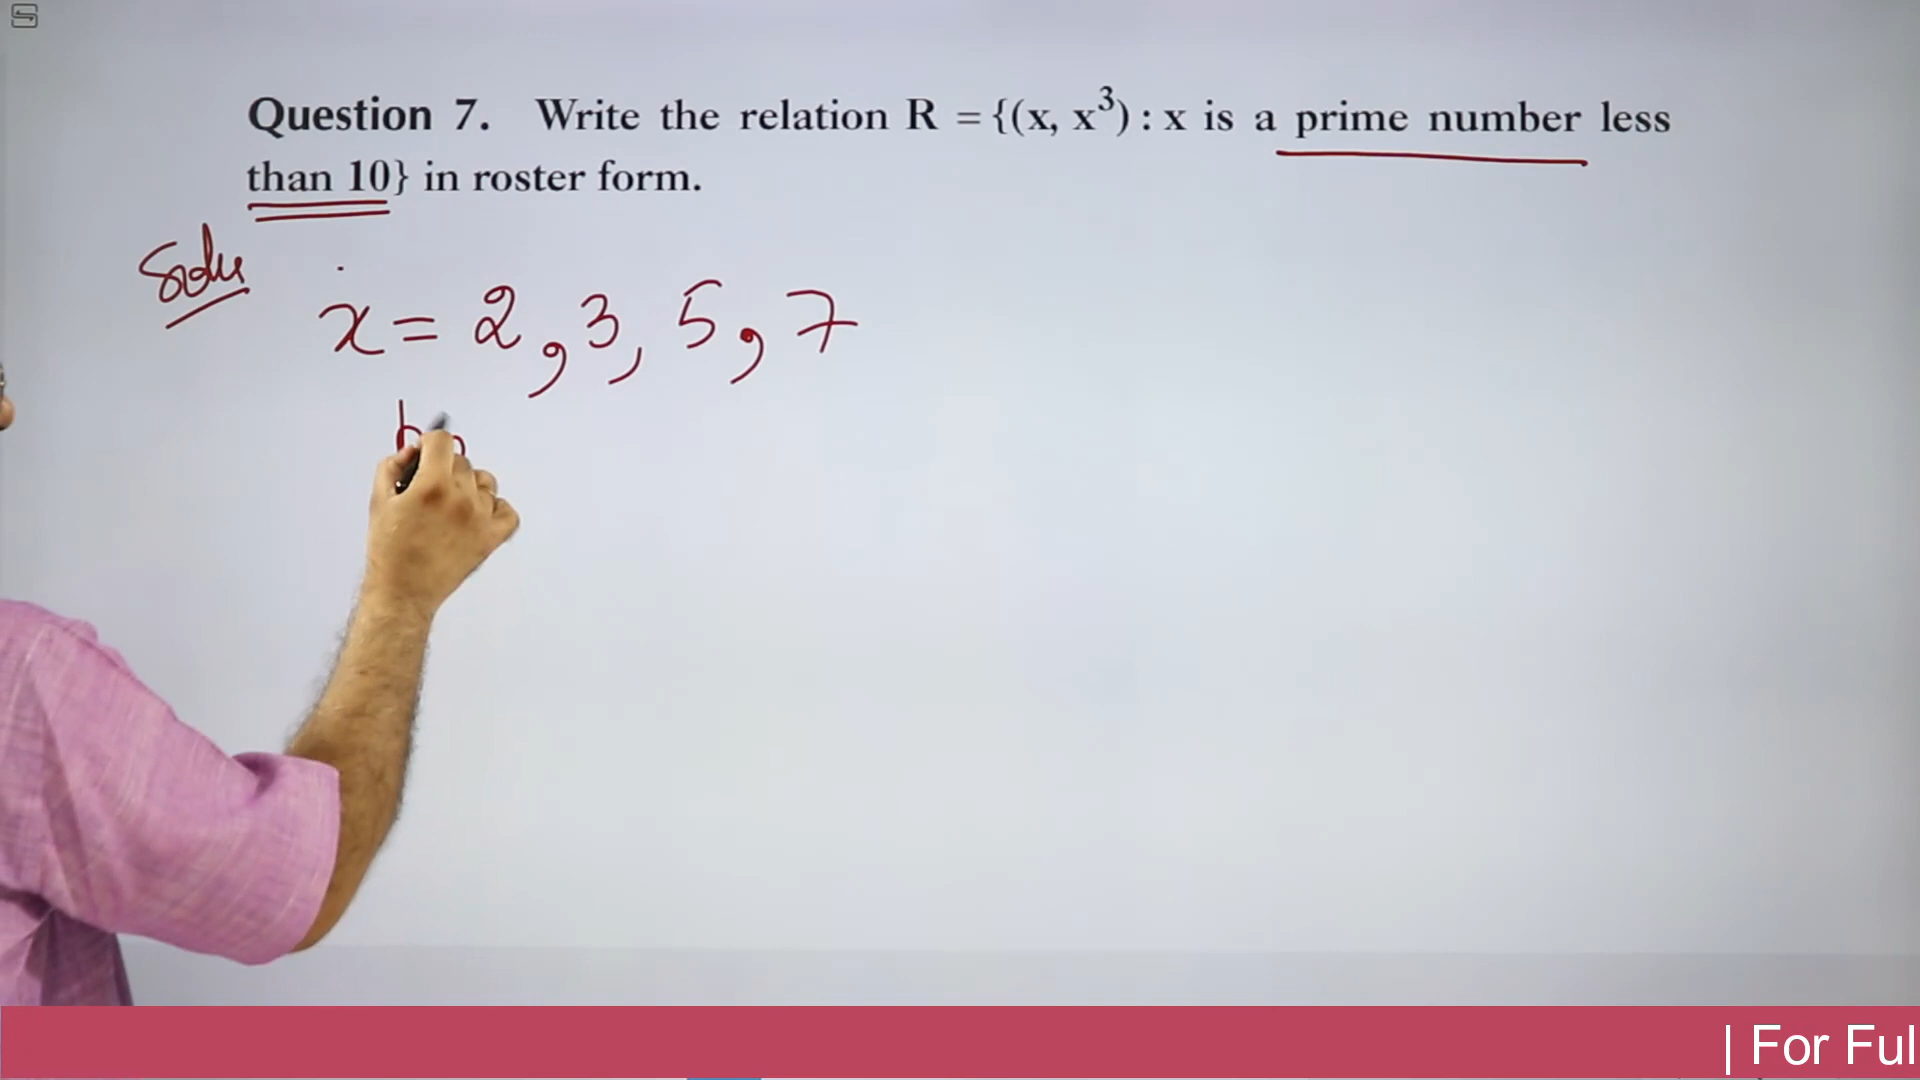 Question 7. Write the relation R = {(x, x³) : x is a prime number less
than 10} in roster form.
Solu
x = 2, 3, 5, 7
| For Ful